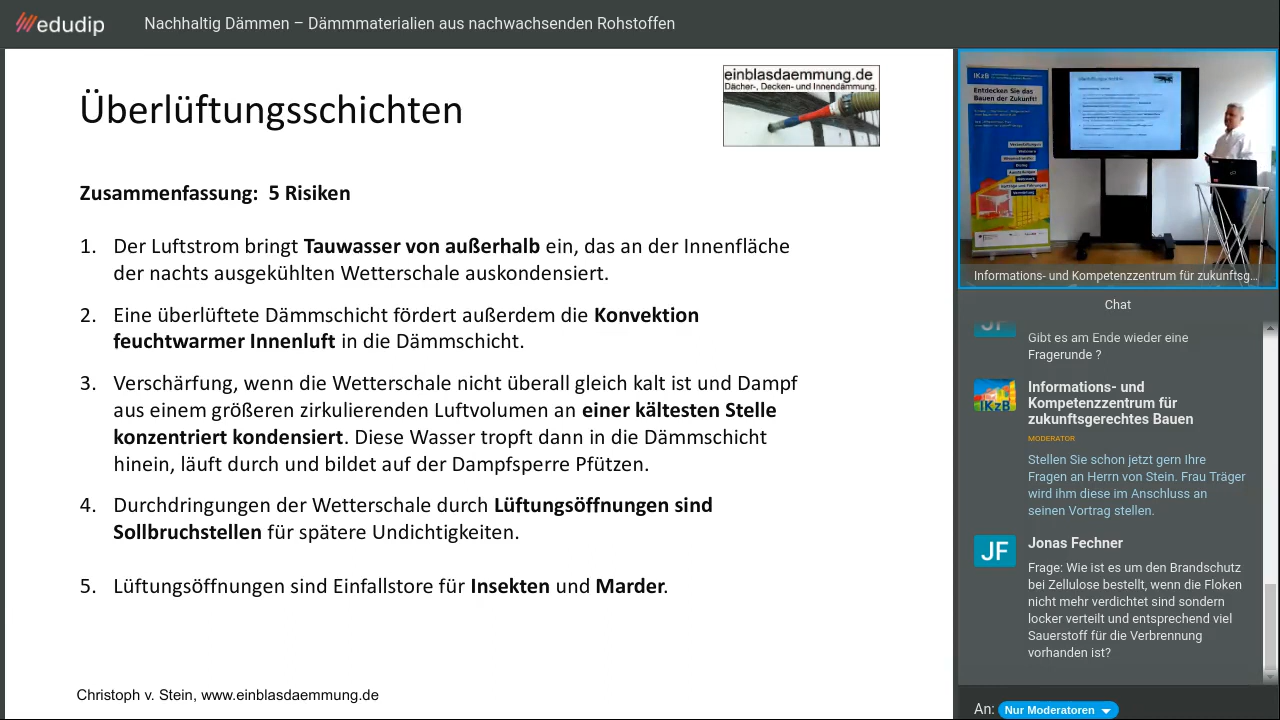 edudip
Nachhaltig Dämmen – Dämmmaterialien aus nachwachsenden Rohstoffen
Überlüftungsschichten
einblasdaemmung.de
Dächer-, Decken- und Innendämmung.
Zusammenfassung: 5 Risiken
1. Der Luftstrom bringt Tauwasser von außerhalb ein, das an der Innenfläche
der nachts ausgekühlten Wetterschale auskondensiert.
2. Eine überlüftete Dämmschicht fördert außerdem die Konvektion
feuchtwarmer Innenluft in die Dämmschicht.
3. Verschärfung, wenn die Wetterschale nicht überall gleich kalt ist und Dampf
aus einem größeren zirkulierenden Luftvolumen an einer kältesten Stelle
konzentriert kondensiert. Diese Wasser tropft dann in die Dämmschicht
hinein, läuft durch und bildet auf der Dampfsperre Pfützen.
4. Durchdringungen der Wetterschale durch Lüftungsöffnungen sind
Sollbruchstellen für spätere Undichtigkeiten.
5. Lüftungsöffnungen sind Einfallstore für Insekten und Marder.
Christoph v. Stein, www.einblasdaemmung.de
IKzB
Entdecken Sie das
Bauen der Zukunft!
Informations- und Kompetenzzentrum für zukunftsg...
Chat
JF
Gibt es am Ende wieder eine
Fragerunde ?
IKzB
Informations- und
Kompetenzzentrum für
zukunftsgerechtes Bauen
MODERATOR
Stellen Sie schon jetzt gern Ihre
Fragen an Herrn von Stein. Frau Träger
wird ihm diese im Anschluss an
seinen Vortrag stellen.
JF
Jonas Fechner
Frage: Wie ist es um den Brandschutz
bei Zellulose bestellt, wenn die Floken
nicht mehr verdichtet sind sondern
locker verteilt und entsprechend viel
Sauerstoff für die Verbrennung
vorhanden ist?
An: Nur Moderatoren